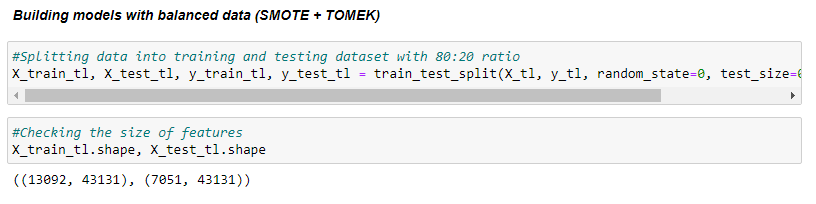 Building models with balanced data (SMOTE + TOMEK)
#Splitting data into training and testing dataset with 80:20 ratio
X_train_tl, X_test_tl, y_train_tl, y_test_tl = train_test_split(X_tl, y_tl, random_state=0, test_size=
#Checking the size of features
X_train_tl.shape, X_test_tl.shape
((13092, 43131), (7051, 43131))